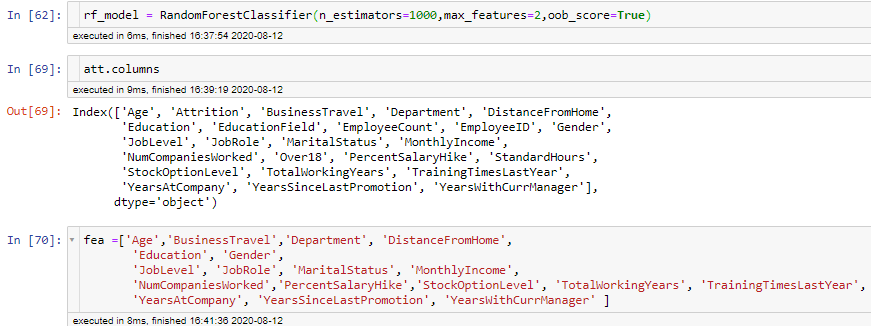 In [62]: rf_model = RandomForestClassifier(n_estimators=1000,max_features=2,oob_score=True)
executed in 6ms, finished 16:37:54 2020-08-12
In [69]: att.columns
executed in 9ms, finished 16:39:19 2020-08-12
Out[69]: Index(['Age', 'Attrition', 'BusinessTravel', 'Department', 'DistanceFromHome',
'Education', 'EducationField', 'EmployeeCount', 'EmployeeID', 'Gender',
'JobLevel', 'JobRole', 'MaritalStatus', 'MonthlyIncome',
'NumCompaniesWorked', 'Over18', 'PercentSalaryHike', 'StandardHours',
'StockOptionLevel', 'TotalWorkingYears', 'TrainingTimesLastYear',
'YearsAtCompany', 'YearsSinceLastPromotion', 'YearsWithCurrManager'],
dtype='object')
In [70]: fea =['Age','BusinessTravel','Department', 'DistanceFromHome',
'Education', 'Gender',
'JobLevel', 'JobRole', 'MaritalStatus', 'MonthlyIncome',
'NumCompaniesWorked','PercentSalaryHike','StockOptionLevel', 'TotalWorkingYears', 'TrainingTimesLastYear',
'YearsAtCompany', 'YearsSinceLastPromotion', 'YearsWithCurrManager' ]
executed in 8ms, finished 16:41:36 2020-08-12